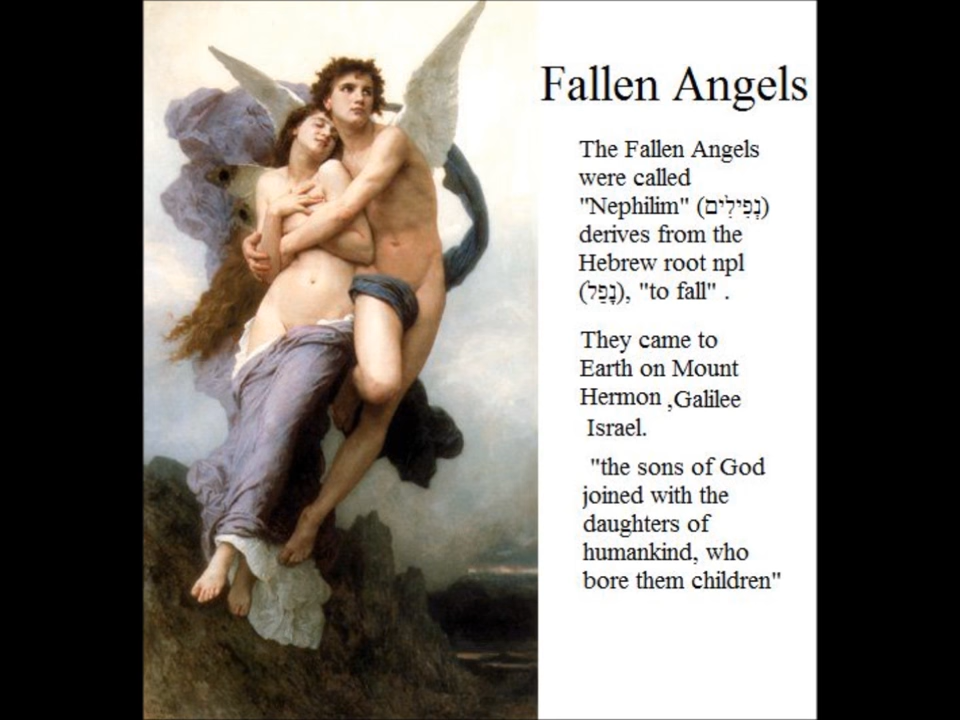 Fallen Angels
The Fallen Angels
were called
"Nephilim" (נְפִילִים)
derives from the
Hebrew root npl
(נָפַל), "to fall" .
They came to
Earth on Mount
Hermon ,Galilee
Israel.
"the sons of God
joined with the
daughters of
humankind, who
bore them children"